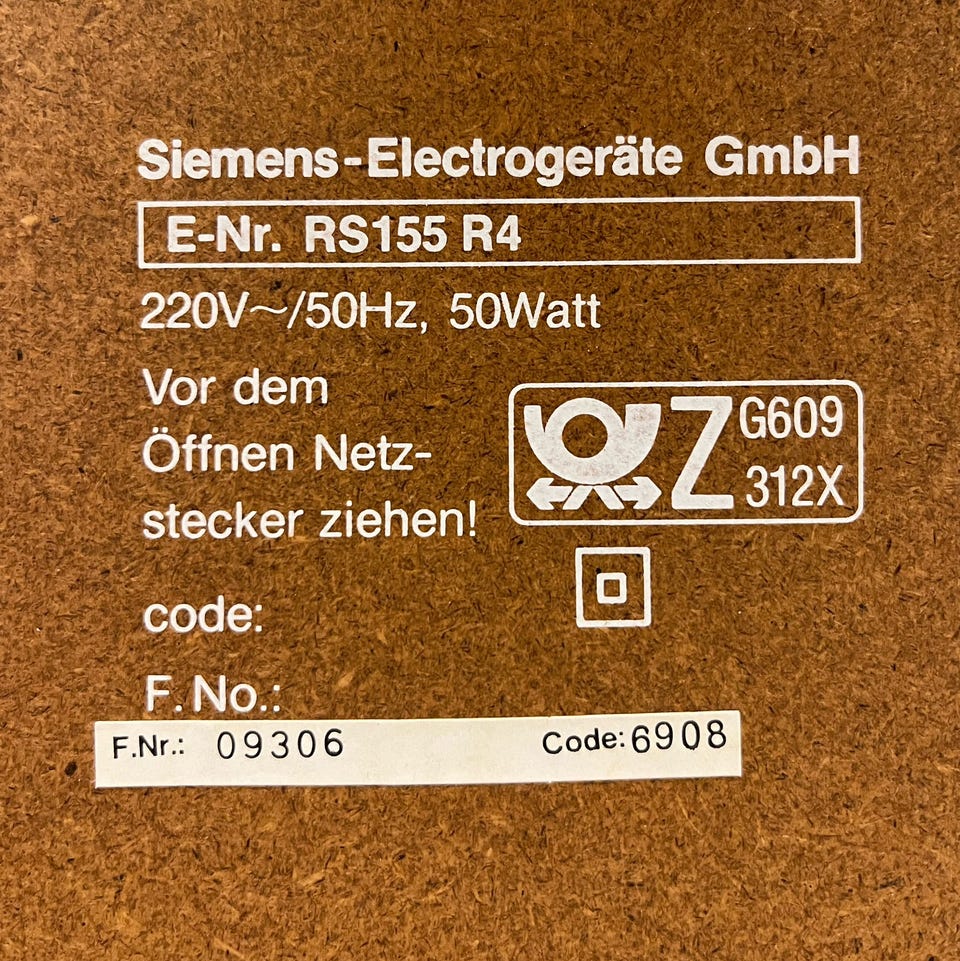 Siemens-Electrogeräte GmbH
E-Nr. RS155 R4
220V~/50Hz, 50Watt
Vor dem
Öffnen Netz-
stecker ziehen!
Z G609
312X
code:
F.No.:
F.Nr.: 09306 Code:6908